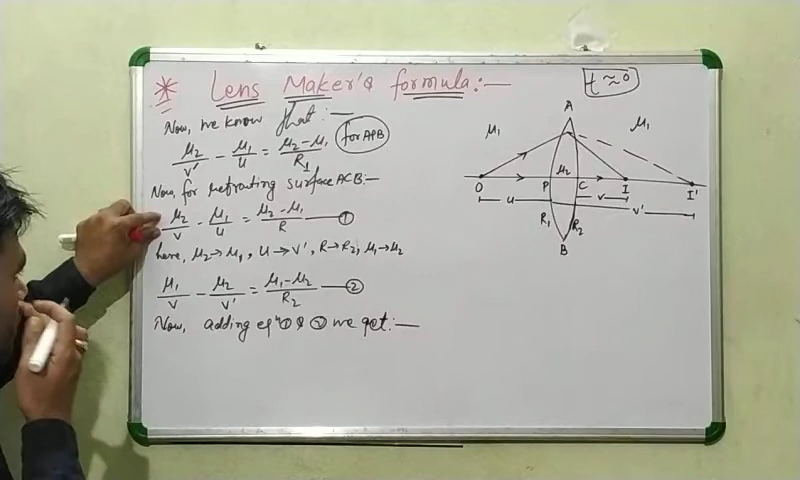 * Lens Maker's formula:—
t ≈ 0
Now, we know that:—
μ2/v' - μ1/u = μ2-μ1/R1 for APB
Now, for refracting surface ACB:—
μ2/v - μ1/u = μ2-μ1/R —①
here, μ2→μ1, u→v', R→R2, μ1→μ2
μ1/v - μ2/v' = μ1-μ2/R2 —②
Now, adding eqn ① & ② we get:—
A
μ1
μ1
μ2
O
P
C
I
I'
u
v
v'
R1
R2
B